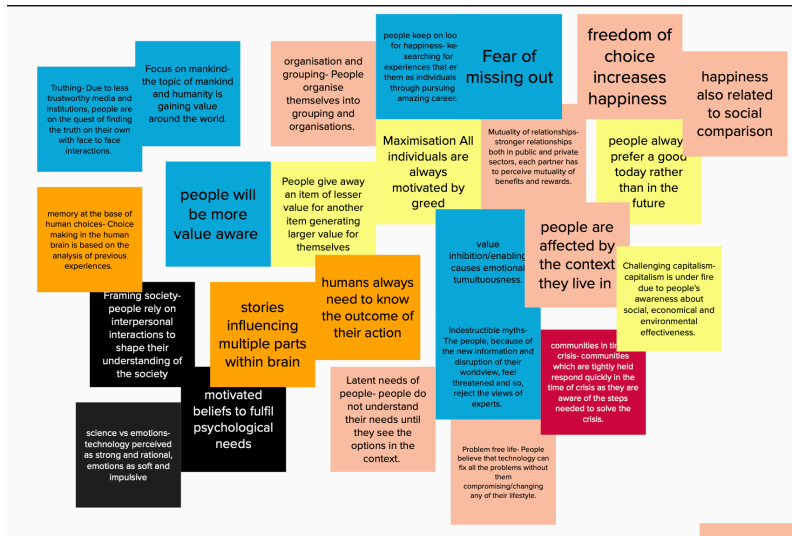 Truthing- Due to less
trustworthy media and
institutions, people are
on the quest of finding
the truth on their own
with face to face
interactions.
Focus on mankind-
the topic of mankind
and humanity is
gaining value
around the world.
organisation and
grouping- People
organise
themselves into
grouping and
organisations.
people keep on
for happiness-
searching for
experiences that
them as individuals
through pursuing
amazing career.
Fear of
missing out
freedom of
choice
increases
happiness
happiness
also related
to social
comparison
people will
be more
value aware
People give away
an item of lesser
value for another
item generating
larger value for
themselves
Maximisation All
individuals are
always
motivated by
greed
Mutuality of relationships-
stronger relationships
both in public and private
sectors, each partner has
to perceive mutuality of
benefits and rewards.
people
prefer a good
today rather
than in the
future
memory at the base
of human choices- Choice
making in the human
brain is based on the
analysis of previous
experiences.
Framing society-
people rely on
interpersonal
interactions to
shape their
understanding of
the society
stories
influencing
multiple parts
within brain
humans always
need to know
the outcome of
their action
value
inhibition/enabling
causes emotional
tumultuousness.
people are
affected by
the context
they live in
Challenging capitalism-
capitalism is under fire
due to people's
awareness about
social, economical and
environmental
effectiveness.
science vs emotions-
technology perceived
as strong and rational,
emotions as soft and
impulsive
motivated
beliefs to fulfil
psychological
needs
Latent needs of
people- people do
not understand
their needs until
they see the
options in the
context.
Indestructible myths-
The people, because of
the new information and
disruption of their
worldview, feel
threatened and so,
reject the views of
experts.
communities in
crisis- communities
which are tightly held
respond quickly in the
time of crisis as they are
aware of the steps
needed to solve the
crisis.
Problem free life- People
believe that technology can
fix all the problems without
them
compromising/changing
any of their lifestyle.